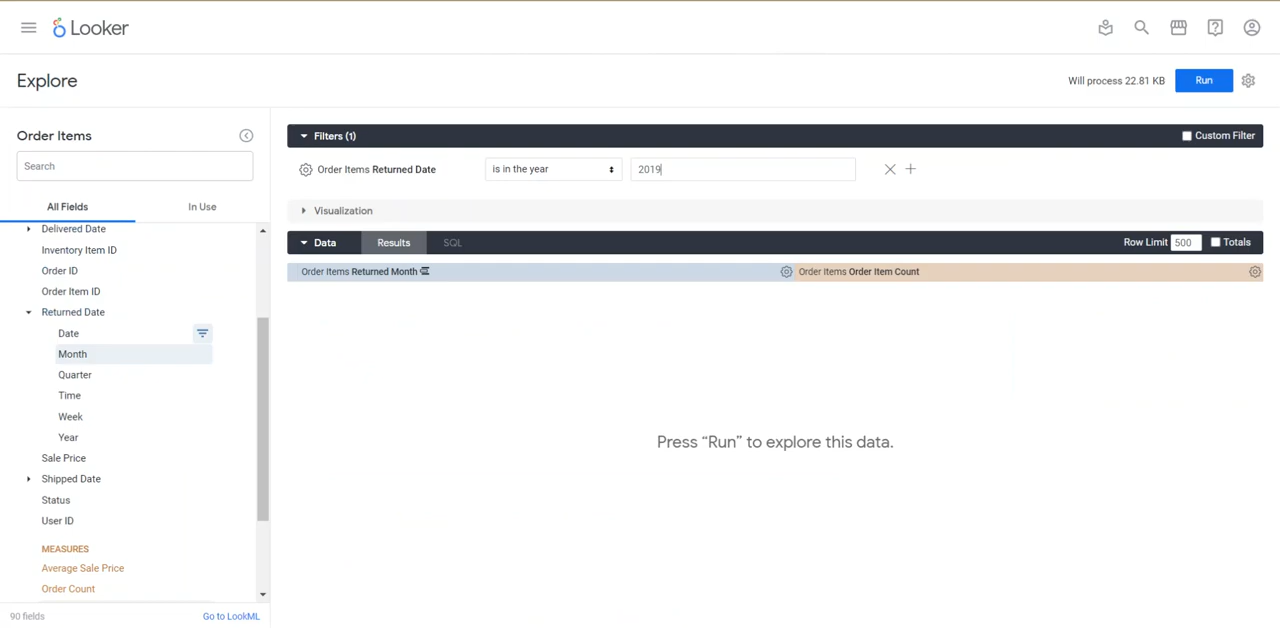 Looker
Explore
Will process 22.81 KB
Run
Order Items
Search
All Fields
In Use
Delivered Date
Inventory Item ID
Order ID
Order Item ID
Returned Date
Date
Month
Quarter
Time
Week
Year
Sale Price
Shipped Date
Status
User ID
MEASURES
Average Sale Price
Order Count
90 fields
Go to LookML
Filters (1)
Custom Filter
Order Items Returned Date
is in the year
2019
Visualization
Data
Results
SQL
Row Limit 500
Totals
Order Items Returned Month
Order Items Order Item Count
Press “Run” to explore this data.